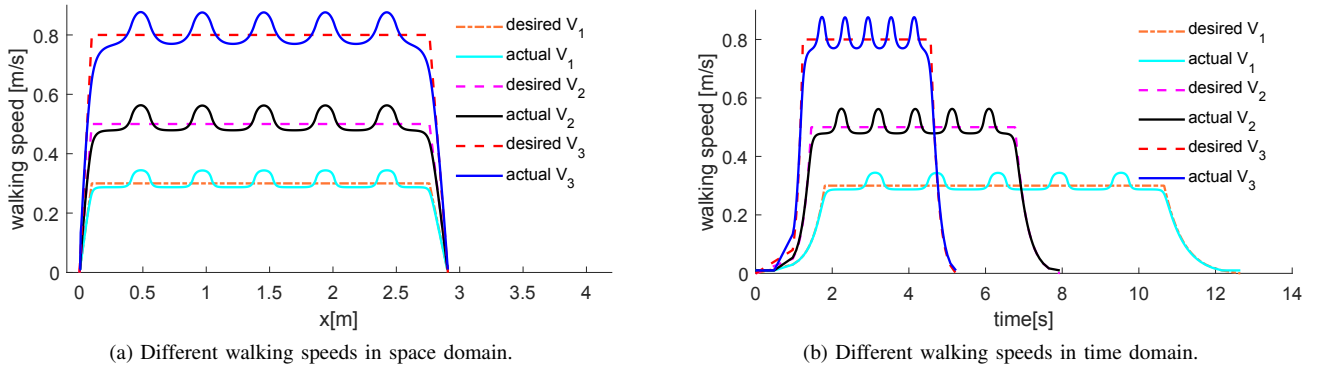 0.8
0.6
0.4
0.2
0
walking speed [m/s]
0 0.5 1 1.5 2 2.5 3 3.5 4
x[m]
desired V1
actual V1
desired V2
actual V2
desired V3
actual V3
(a) Different walking speeds in space domain.
0.8
0.6
0.4
0.2
0
walking speed [m/s]
0 2 4 6 8 10 12 14
time[s]
desired V1
actual V1
desired V2
actual V2
desired V3
actual V3
(b) Different walking speeds in time domain.